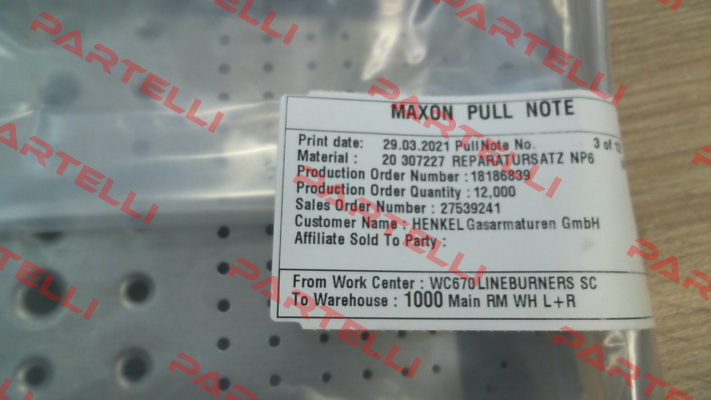 MAXON PULL NOTE
Print date: 29.03.2021 PullNote No. 3 of
Material : 20 307227 REPARATURSATZ NP6
Production Order Number : 18186839
Production Order Quantity : 12,000
Sales Order Number : 27539241
Customer Name : HENKEL Gasarmaturen GmbH
Affiliate Sold To Party :
From Work Center : WC670LINEBURNERS SC
To Warehouse : 1000 Main RM WH L+R
PARTELLI
PARTELLI
PARTELLI
PARTELLI
PARTELLI
PARTELLI